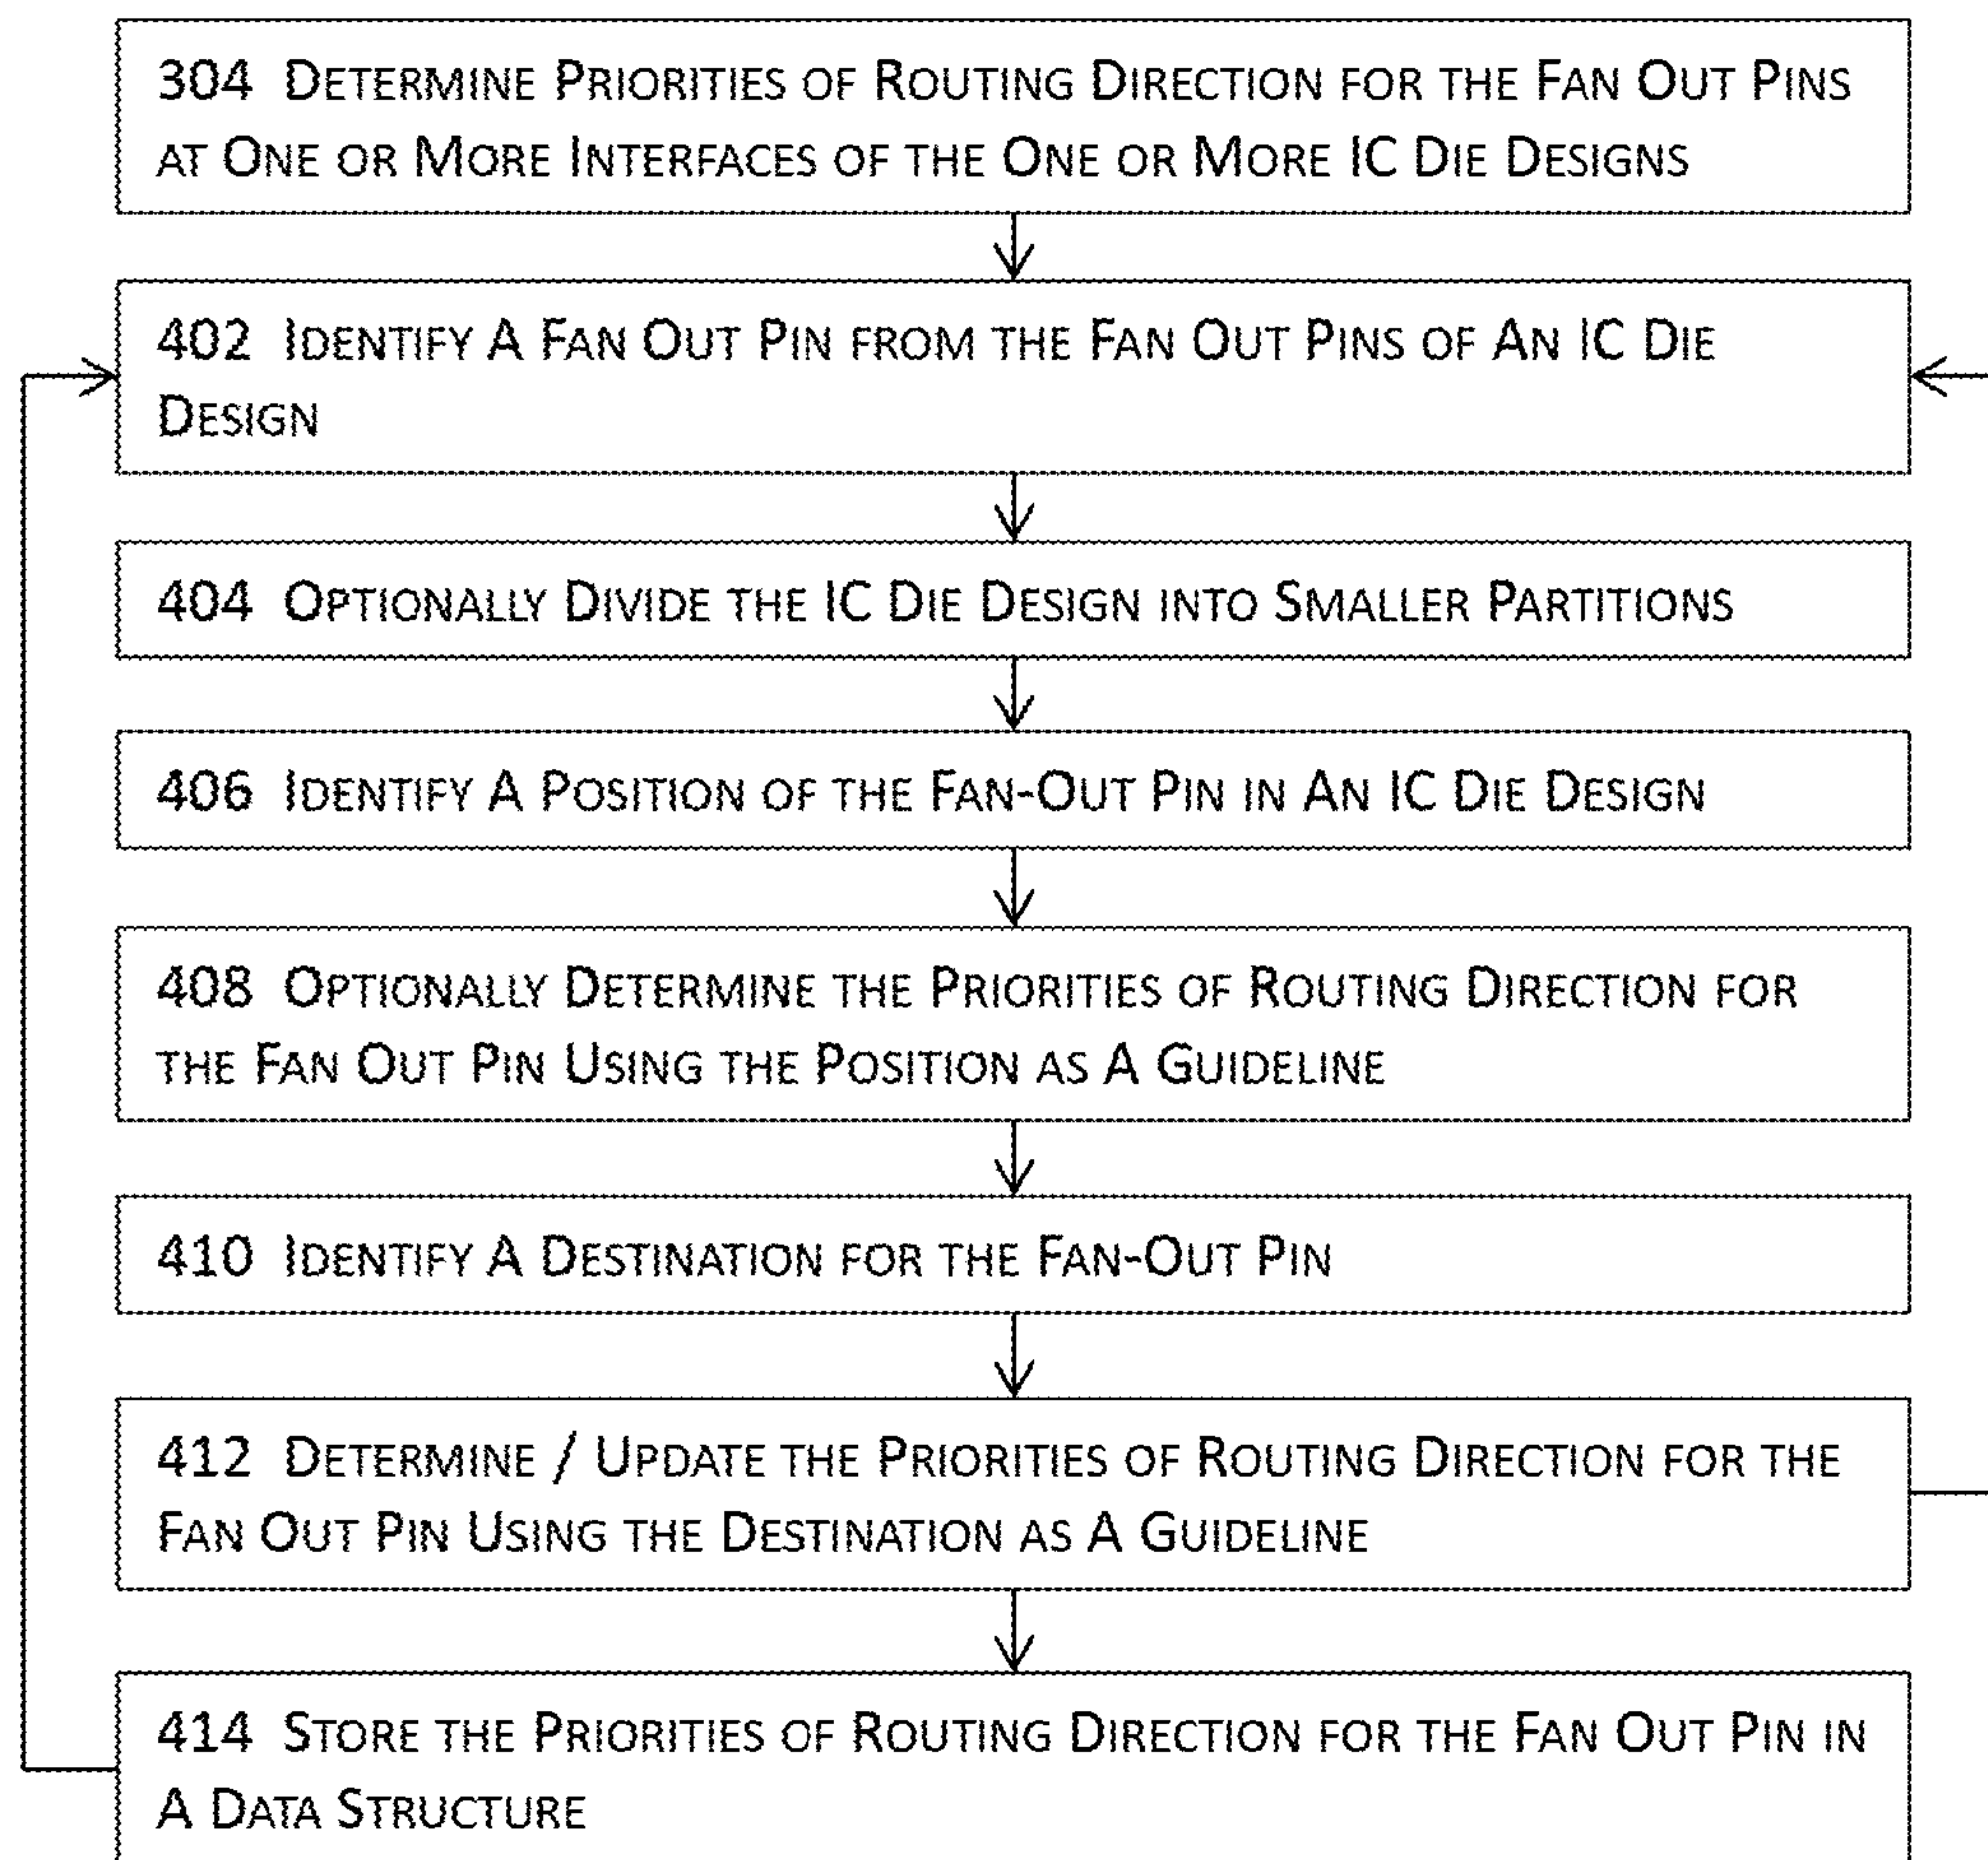 304 Determine Priorities of Routing Direction for the Fan Out Pins
at One or More Interfaces of the One or More IC Die Designs
402 Identify A Fan Out Pin from the Fan Out Pins of An IC Die
Design
404 Optionally Divide the IC Die Design into Smaller Partitions
406 Identify A Position of the Fan-Out Pin in An IC Die Design
408 Optionally Determine the Priorities of Routing Direction for
the Fan Out Pin Using the Position as A Guideline
410 Identify A Destination for the Fan-Out Pin
412 Determine / Update the Priorities of Routing Direction for the
Fan Out Pin Using the Destination as A Guideline
414 Store the Priorities of Routing Direction for the Fan Out Pin in
A Data Structure